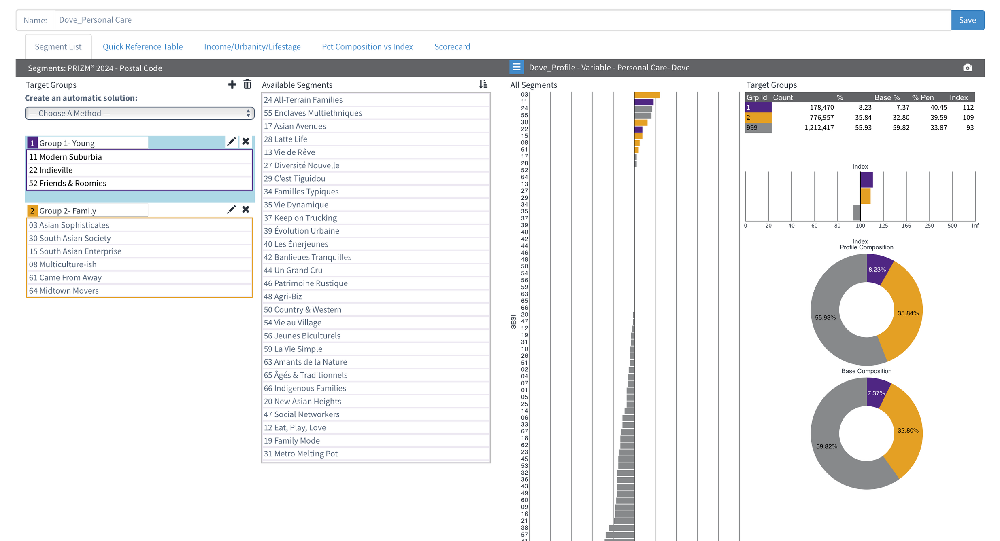 Name: Dove_Personal Care Save
Segment List Quick Reference Table Income/Urbanity/Lifestage Pct Composition vs Index Scorecard
Segments: PRIZM® 2024 - Postal Code
Target Groups
Create an automatic solution:
— Choose A Method —
1 Group 1- Young
11 Modern Suburbia
22 Indieville
52 Friends & Roomies
2 Group 2- Family
03 Asian Sophisticates
30 South Asian Society
15 South Asian Enterprise
08 Multiculture-ish
61 Came From Away
64 Midtown Movers
Available Segments
24 All-Terrain Families
55 Enclaves Multiethniques
17 Asian Avenues
28 Latte Life
13 Vie de Rêve
27 Diversité Nouvelle
29 C'est Tiguidou
34 Familles Typiques
35 Vie Dynamique
37 Keep on Trucking
39 Évolution Urbaine
40 Les Énerjeunes
42 Banlieues Tranquilles
44 Un Grand Cru
46 Patrimoine Rustique
48 Agri-Biz
50 Country & Western
54 Vie au Village
56 Jeunes Biculturels
59 La Vie Simple
63 Amants de la Nature
65 Âgés & Traditionnels
66 Indigenous Families
20 New Asian Heights
47 Social Networkers
12 Eat, Play, Love
19 Family Mode
31 Metro Melting Pot
Dove_Profile - Variable - Personal Care- Dove
All Segments
SESI
03
11
24
55
30
22
15
08
61
17
28
52
64
13
27
29
34
35
37
39
40
42
44
46
48
50
54
56
59
63
65
66
20
47
12
19
31
10
26
51
02
04
07
01
05
25
14
06
33
67
18
62
23
45
53
32
36
43
49
60
09
16
21
38
57
41
Target Groups
Grp Id Count % Base % % Pen Index
1 178,470 8.23 7.37 40.45 112
2 776,957 35.84 32.80 39.59 109
999 1,212,417 55.93 59.82 33.87 93
Index
0 20 40 60 80 100 125 166 250 500 Inf
Index
Profile Composition
8.23%
35.84%
55.93%
Base Composition
7.37%
32.80%
59.82%